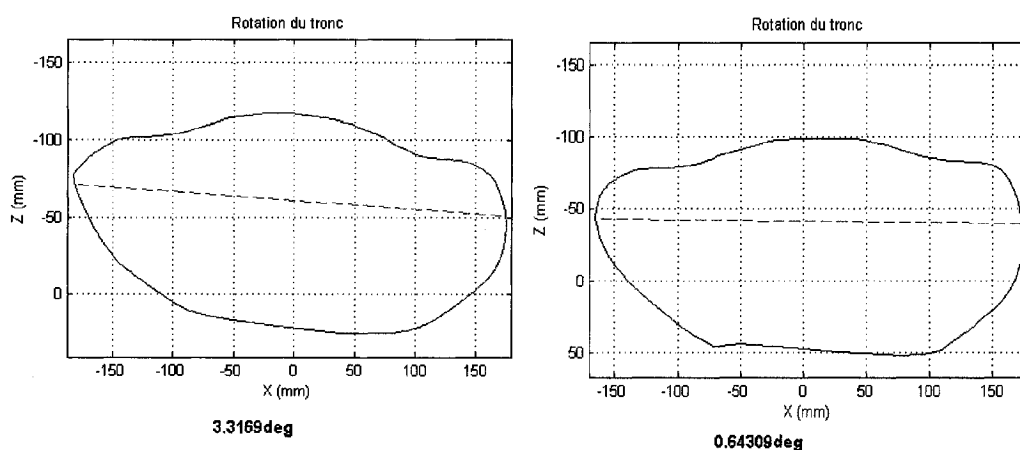 Rotation du tronc
-150
-100
-50
0
Z (mm)
-150 -100 -50 0 50 100 150
X (mm)
3.3169deg
Rotation du tronc
-150
-100
-50
0
50
Z (mm)
-150 -100 -50 0 50 100 150
X (mm)
0.64309deg